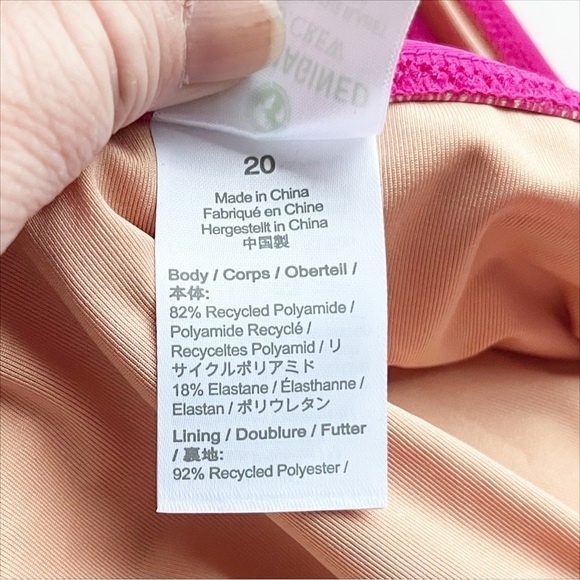 REIMAGINED
CREW
20
Made in China
Fabriqué en Chine
Hergestellt in China
中国製
Body / Corps / Oberteil /
本体:
82% Recycled Polyamide /
Polyamide Recyclé /
Recyceltes Polyamid / リ
サイクルポリアミド
18% Elastane / Élasthanne /
Elastan / ポリウレタン
Lining / Doublure / Futter
/ 裏地:
92% Recycled Polyester /